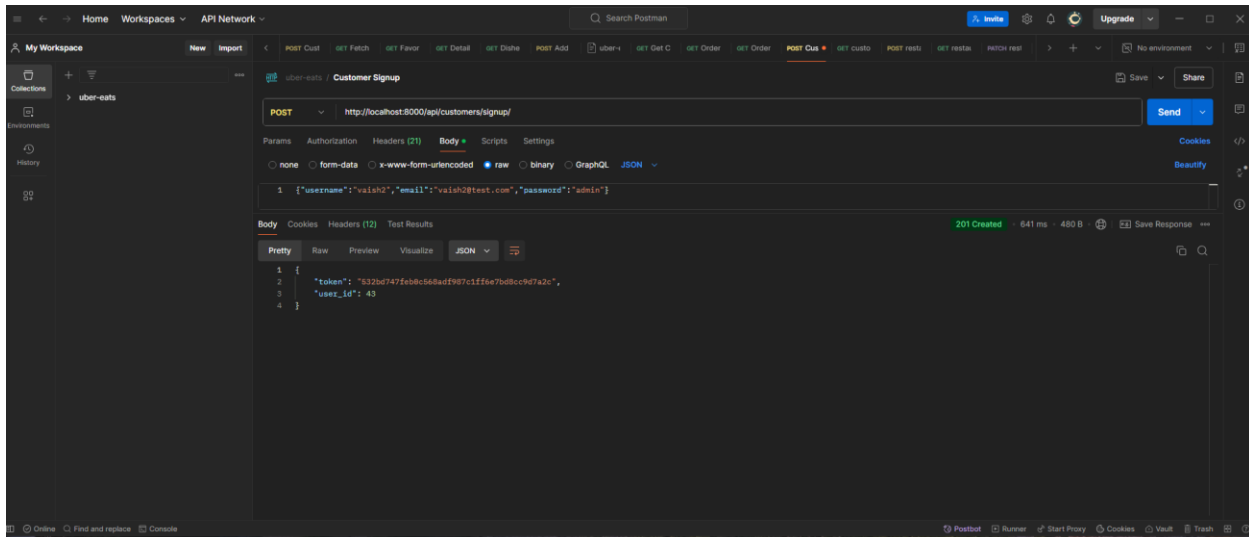 Home Workspaces API Network Search Postman Invite Upgrade
My Workspace New Import POST Cust GET Fetch GET Favor GET Detail GET Dishe POST Add uber-e GET Get C GET Order GET Order POST Cus GET custo POST resta GET restau PATCH rest No environment
Collections
uber-eats / Customer Signup Save Share
uber-eats
POST http://localhost:8000/api/customers/signup/ Send
Environments
Params Authorization Headers (21) Body Scripts Settings Cookies
History
none form-data x-www-form-urlencoded raw binary GraphQL JSON Beautify
1 {"username":"vaish2","email":"vaish2@test.com","password":"admin"}
Body Cookies Headers (12) Test Results 201 Created 641 ms 480 B Save Response
Pretty Raw Preview Visualize JSON
1 {
2 "token": "532bd747feb0c568adf987c1ff6e7bd8cc9d7a2c",
3 "user_id": 43
4 }
Online Find and replace Console Postbot Runner Start Proxy Cookies Vault Trash